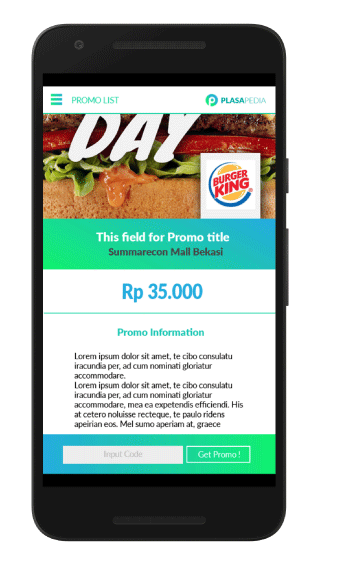 PROMO LIST
PLASAPEDIA
DAY
BURGER
KING
This field for Promo title
Summarecon Mall Bekasi
Rp 35.000
Promo Information
Lorem ipsum dolor sit amet, te cibo consulatu
iracundia per, ad cum nominati gloriatur
accommodare.
Lorem ipsum dolor sit amet, te cibo consulatu
iracundia per, ad cum nominati gloriatur
accommodare, mea ea expetendis efficiendi. His
at cetero noluisse recteque, te paulo ridens
apeirian eos. Mel sumo aperiam at, graece
Input Code
Get Promo !